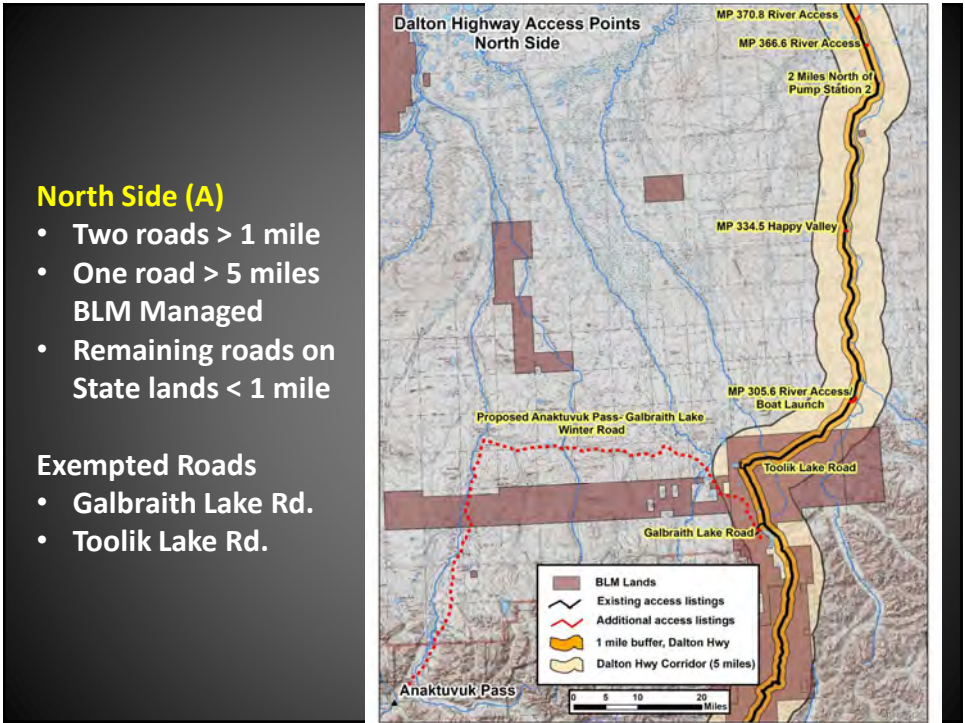 North Side (A)
• Two roads > 1 mile
• One road > 5 miles
BLM Managed
• Remaining roads on
State lands < 1 mile
Exempted Roads
• Galbraith Lake Rd.
• Toolik Lake Rd.
Dalton Highway Access Points
North Side
MP 370.8 River Access
MP 366.6 River Access
2 Miles North of
Pump Station 2
MP 334.5 Happy Valley
MP 305.6 River Access/
Boat Launch
Proposed Anaktuvuk Pass- Galbraith Lake
Winter Road
Toolik Lake Road
Galbraith Lake Road
BLM Lands
Existing access listings
Additional access listings
1 mile buffer, Dalton Hwy
Dalton Hwy Corridor (5 miles)
Anaktuvuk Pass
0 5 10 20
Miles